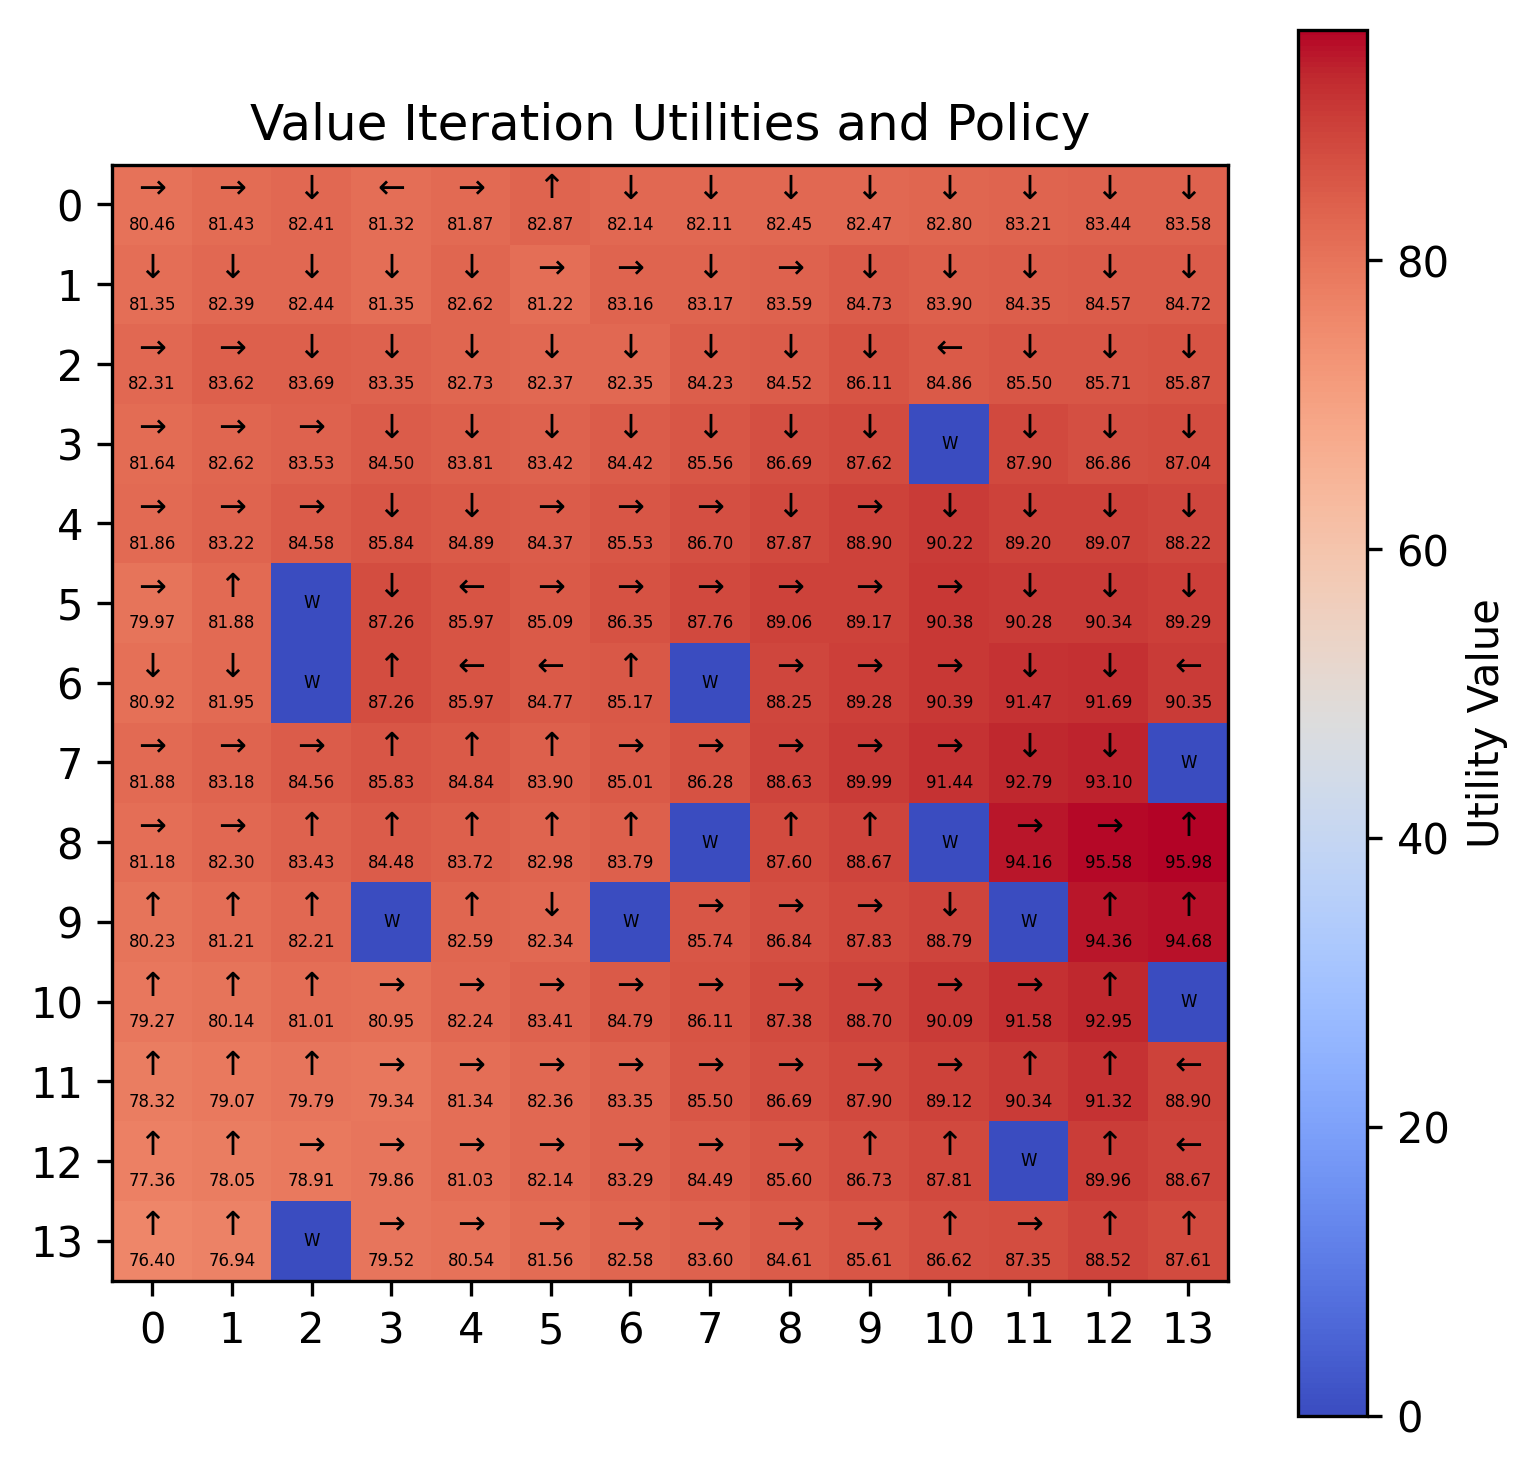 Value Iteration Utilities and Policy
0 → → ↓ ← → ↑ ↓ ↓ ↓ ↓ ↓ ↓ ↓ ↓
80.46 81.43 82.41 81.32 81.87 82.87 82.14 82.11 82.45 82.47 82.80 83.21 83.44 83.58
1 ↓ ↓ ↓ ↓ ↓ → → ↓ → ↓ ↓ ↓ ↓ ↓
81.35 82.39 82.44 81.35 82.62 81.22 83.16 83.17 83.59 84.73 83.90 84.35 84.57 84.72
2 → → ↓ ↓ ↓ ↓ ↓ ↓ ↓ ↓ ← ↓ ↓ ↓
82.31 83.62 83.69 83.35 82.73 82.37 82.35 84.23 84.52 86.11 84.86 85.50 85.71 85.87
3 → → → ↓ ↓ ↓ ↓ ↓ ↓ ↓ W ↓ ↓ ↓
81.64 82.62 83.53 84.50 83.81 83.42 84.42 85.56 86.69 87.62 87.90 86.86 87.04
4 → → → ↓ ↓ → → → ↓ → ↓ ↓ ↓ ↓
81.86 83.22 84.58 85.84 84.89 84.37 85.53 86.70 87.87 88.90 90.22 89.20 89.07 88.22
5 → ↑ W ↓ ← → → → → → → ↓ ↓ ↓
79.97 81.88 87.26 85.97 85.09 86.35 87.76 89.06 89.17 90.38 90.28 90.34 89.29
6 ↓ ↓ W ↑ ← ← ↑ W → → → ↓ ↓ ←
80.92 81.95 87.26 85.97 84.77 85.17 88.25 89.28 90.39 91.47 91.69 90.35
7 → → → ↑ ↑ ↑ → → → → → ↓ ↓ W
81.88 83.18 84.56 85.83 84.84 83.90 85.01 86.28 88.63 89.99 91.44 92.79 93.10
8 → → ↑ ↑ ↑ ↑ ↑ W ↑ ↑ W → → ↑
81.18 82.30 83.43 84.48 83.72 82.98 83.79 87.60 88.67 94.16 95.58 95.98
9 ↑ ↑ ↑ W ↑ ↓ W → → → ↓ W ↑ ↑
80.23 81.21 82.21 82.59 82.34 85.74 86.84 87.83 88.79 94.36 94.68
10 ↑ ↑ ↑ → → → → → → → → → ↑ W
79.27 80.14 81.01 80.95 82.24 83.41 84.79 86.11 87.38 88.70 90.09 91.58 92.95
11 ↑ ↑ ↑ → → → → → → → → ↑ ↑ ←
78.32 79.07 79.79 79.34 81.34 82.36 83.35 85.50 86.69 87.90 89.12 90.34 91.32 88.90
12 ↑ ↑ → → → → → → → ↑ ↑ W ↑ ←
77.36 78.05 78.91 79.86 81.03 82.14 83.29 84.49 85.60 86.73 87.81 89.96 88.67
13 ↑ ↑ W → → → → → → → ↑ → ↑ ↑
76.40 76.94 79.52 80.54 81.56 82.58 83.60 84.61 85.61 86.62 87.35 88.52 87.61
0 1 2 3 4 5 6 7 8 9 10 11 12 13
80
60
40
20
0
Utility Value